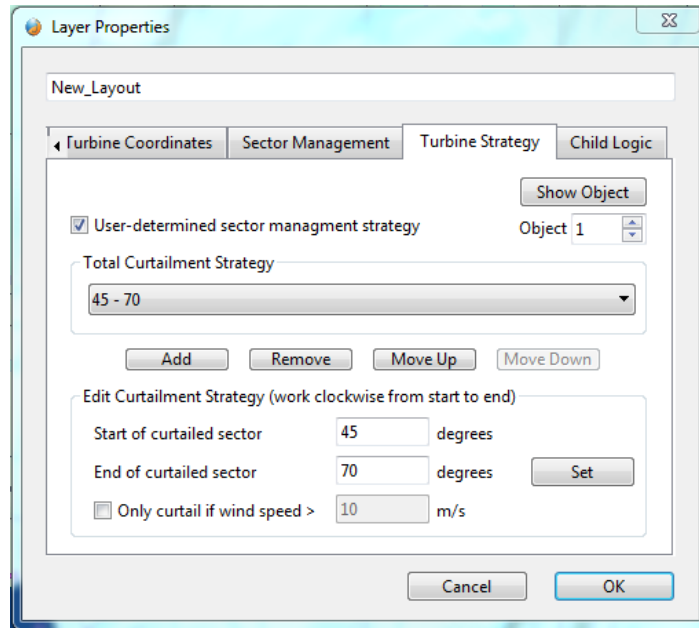 Layer Properties
New_Layout
Turbine Coordinates Sector Management Turbine Strategy Child Logic
Show Object
User-determined sector managment strategy Object 1
Total Curtailment Strategy
45 - 70
Add Remove Move Up Move Down
Edit Curtailment Strategy (work clockwise from start to end)
Start of curtailed sector 45 degrees
End of curtailed sector 70 degrees Set
Only curtail if wind speed > 10 m/s
Cancel OK